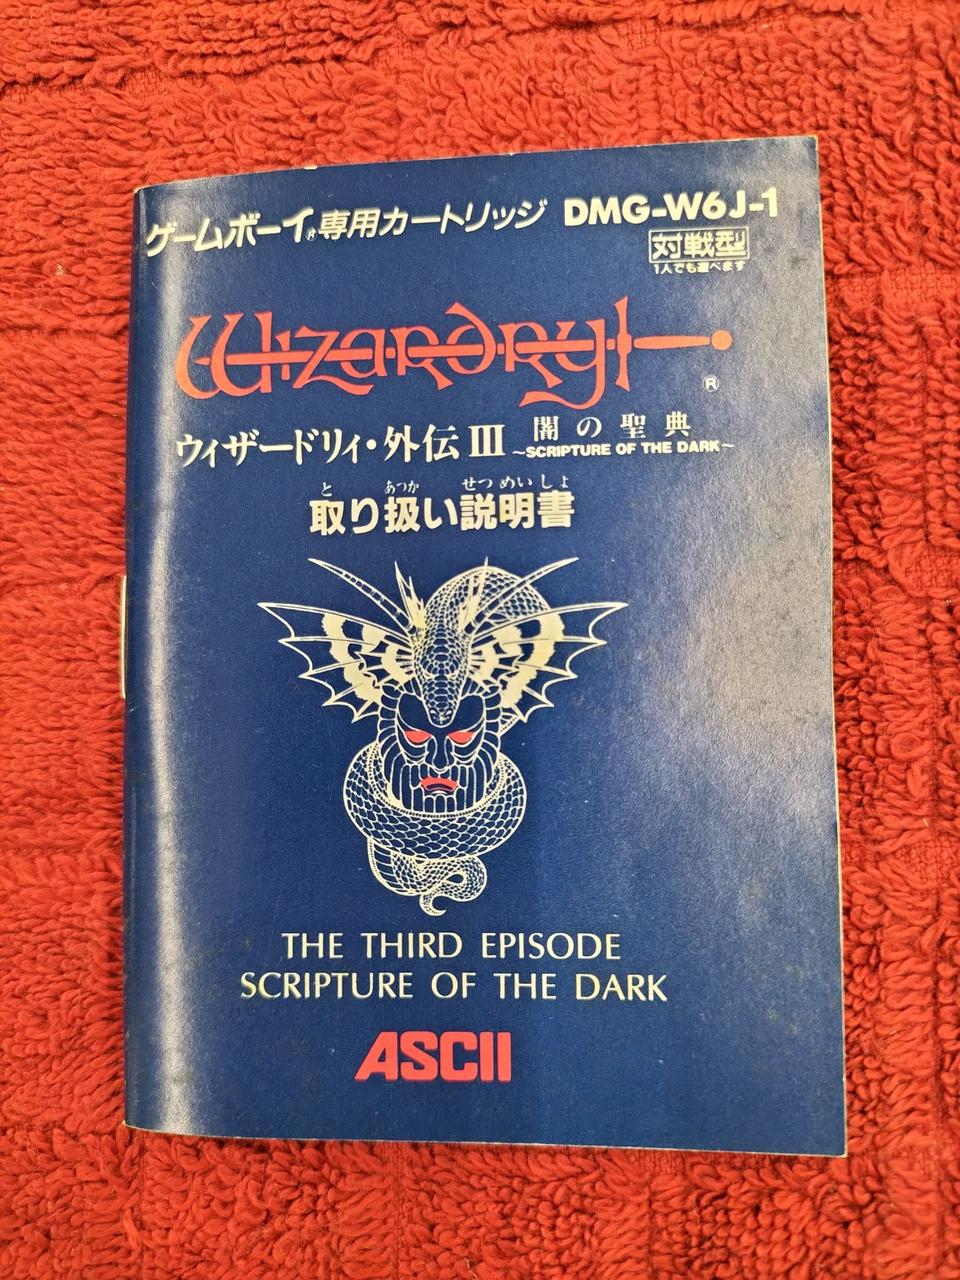 ゲームボーイ®専用カートリッジ DMG-W6J-1
対戦型
1人でも遊べます
Wizardry®
ウィザードリィ・外伝 III 闇の聖典
~SCRIPTURE OF THE DARK~
と あつか せつめいしょ
取り扱い説明書
THE THIRD EPISODE
SCRIPTURE OF THE DARK
ASCII